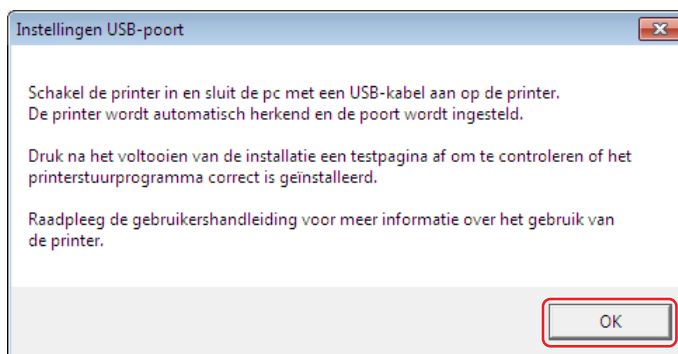 Instellingen USB-poort
Schakel de printer in en sluit de pc met een USB-kabel aan op de printer.
De printer wordt automatisch herkend en de poort wordt ingesteld.
Druk na het voltooien van de installatie een testpagina af om te controleren of het
printerstuurprogramma correct is geïnstalleerd.
Raadpleeg de gebruikershandleiding voor meer informatie over het gebruik van
de printer.
OK